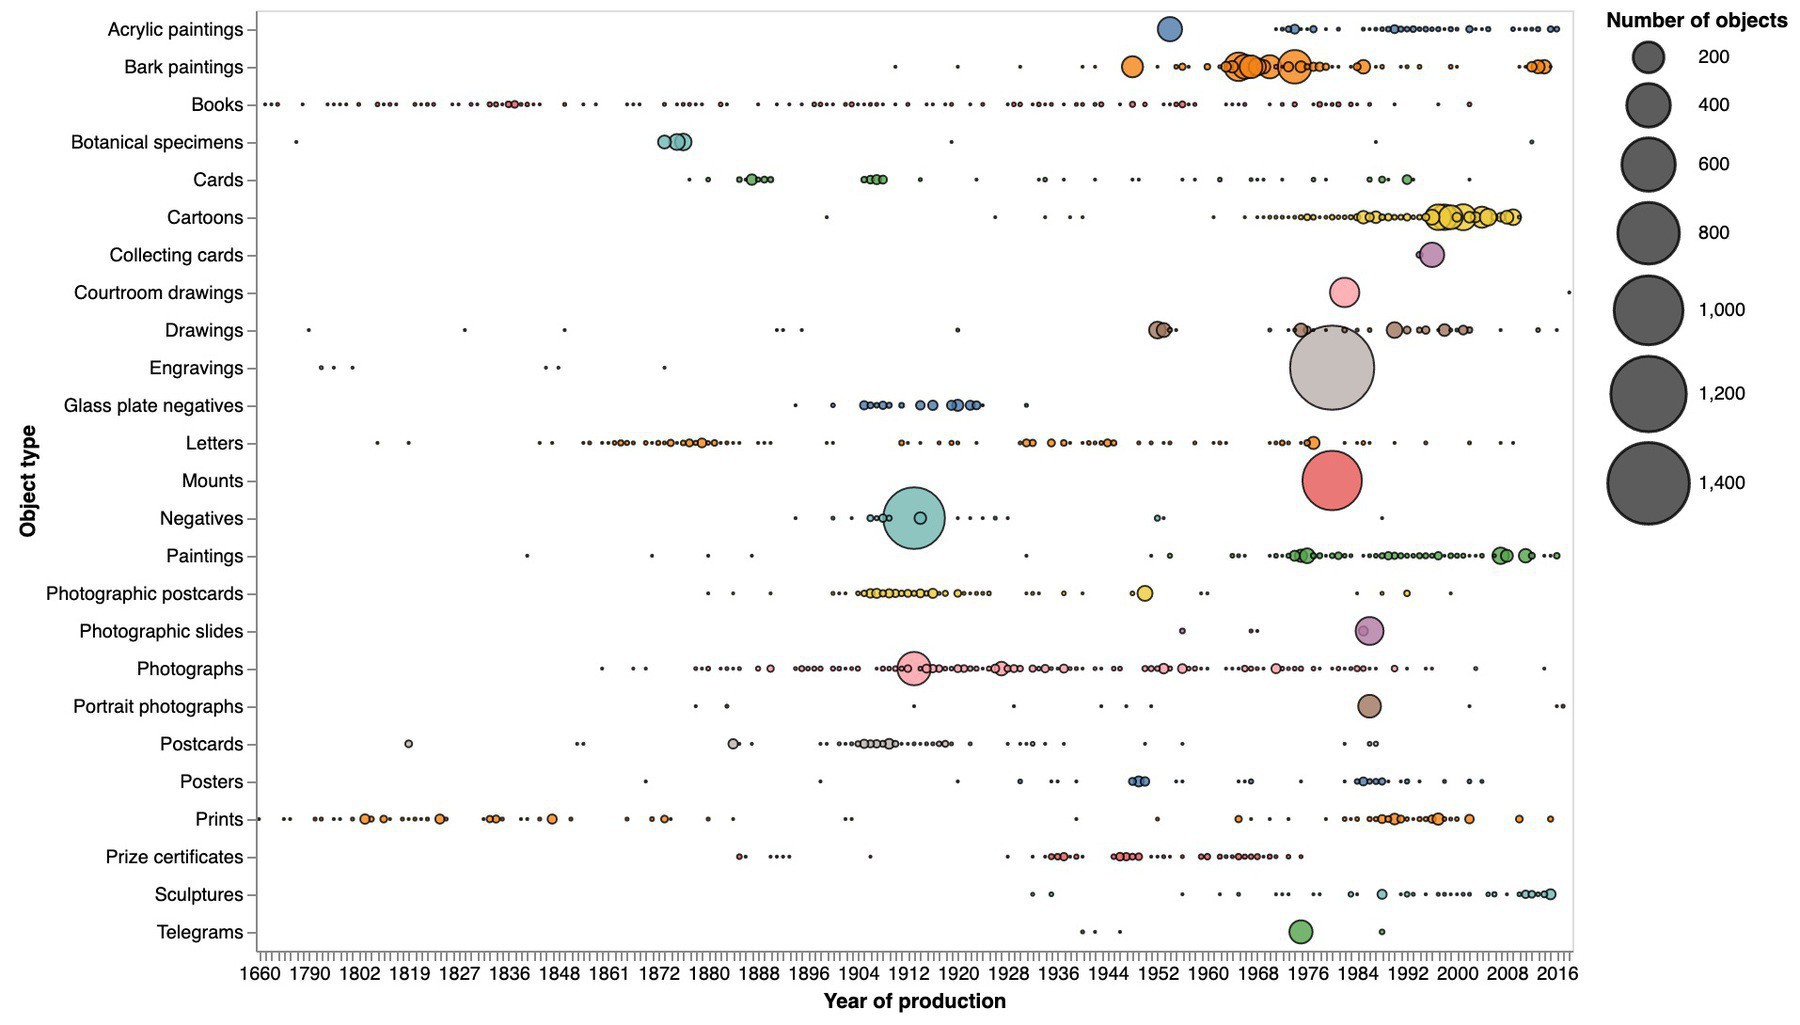 Number of objects
200
400
600
800
1,000
1,200
1,400
Object type
Acrylic paintings
Bark paintings
Books
Botanical specimens
Cards
Cartoons
Collecting cards
Courtroom drawings
Drawings
Engravings
Glass plate negatives
Letters
Mounts
Negatives
Paintings
Photographic postcards
Photographic slides
Photographs
Portrait photographs
Postcards
Posters
Prints
Prize certificates
Sculptures
Telegrams
1660 1790 1802 1819 1827 1836 1848 1861 1872 1880 1888 1896 1904 1912 1920 1928 1936 1944 1952 1960 1968 1976 1984 1992 2000 2008 2016
Year of production